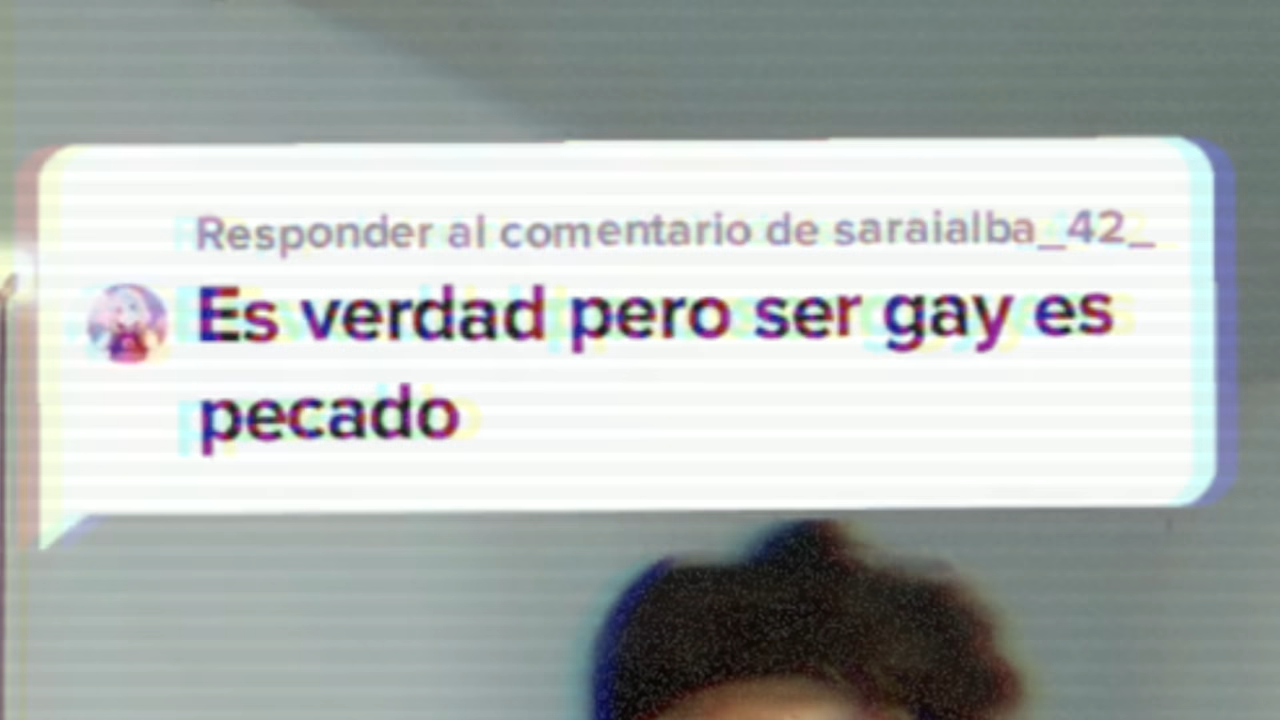 Responder al comentario de saraialba_42_
Es verdad pero ser gay es
pecado